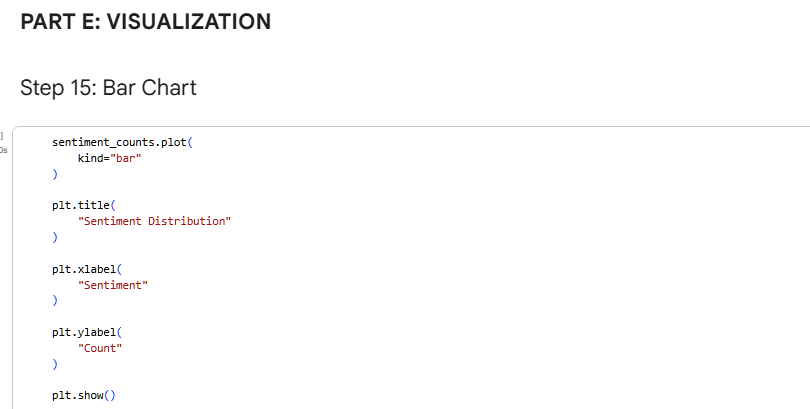 PART E: VISUALIZATION
Step 15: Bar Chart
]
0s
sentiment_counts.plot(
    kind="bar"
)
plt.title(
    "Sentiment Distribution"
)
plt.xlabel(
    "Sentiment"
)
plt.ylabel(
    "Count"
)
plt.show()